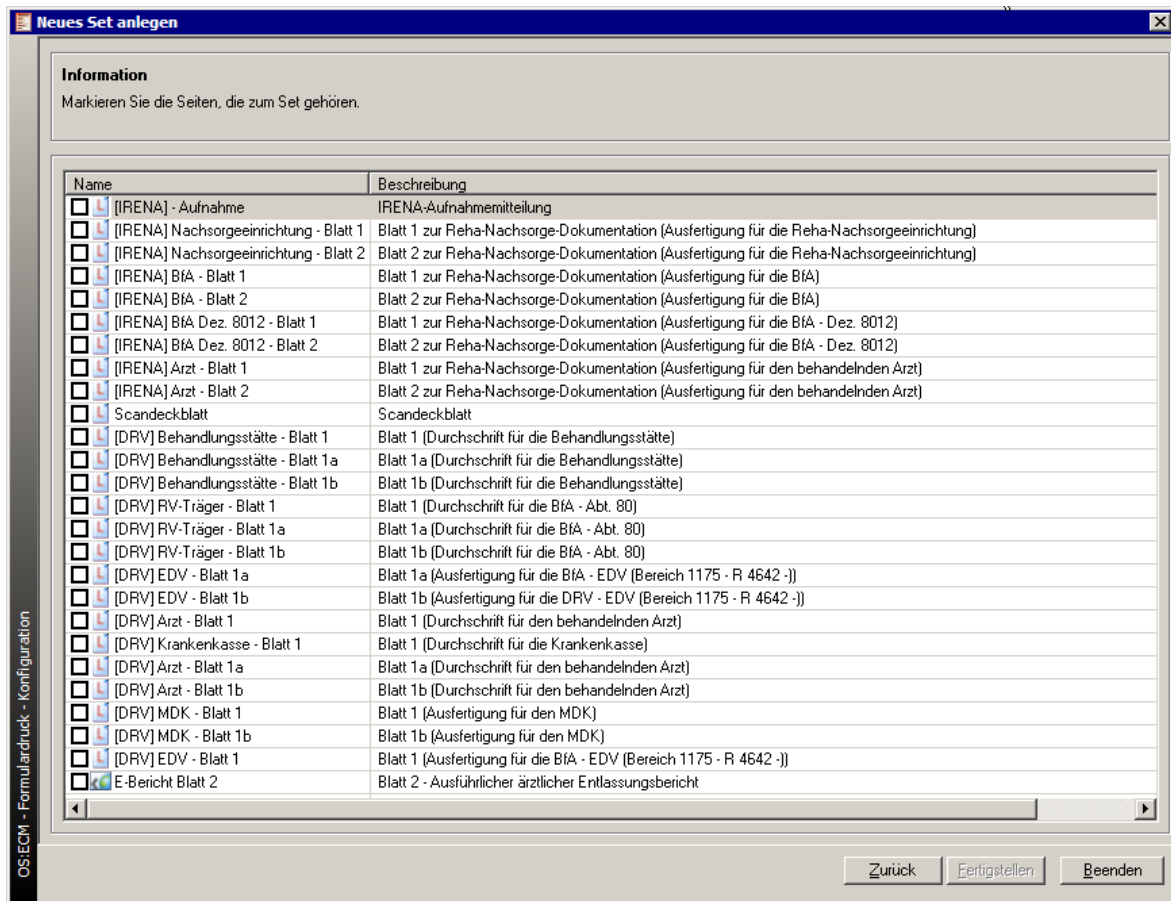 Neues Set anlegen
Information
Markieren Sie die Seiten, die zum Set gehören.
Name Beschreibung
[IRENA] - Aufnahme IRENA-Aufnahmemitteilung
[IRENA] Nachsorgeeinrichtung - Blatt 1 Blatt 1 zur Reha-Nachsorge-Dokumentation (Ausfertigung für die Reha-Nachsorgeeinrichtung)
[IRENA] Nachsorgeeinrichtung - Blatt 2 Blatt 2 zur Reha-Nachsorge-Dokumentation (Ausfertigung für die Reha-Nachsorgeeinrichtung)
[IRENA] BfA - Blatt 1 Blatt 1 zur Reha-Nachsorge-Dokumentation (Ausfertigung für die BfA)
[IRENA] BfA - Blatt 2 Blatt 2 zur Reha-Nachsorge-Dokumentation (Ausfertigung für die BfA)
[IRENA] BfA Dez. 8012 - Blatt 1 Blatt 1 zur Reha-Nachsorge-Dokumentation (Ausfertigung für die BfA - Dez. 8012)
[IRENA] BfA Dez. 8012 - Blatt 2 Blatt 2 zur Reha-Nachsorge-Dokumentation (Ausfertigung für die BfA - Dez. 8012)
[IRENA] Arzt - Blatt 1 Blatt 1 zur Reha-Nachsorge-Dokumentation (Ausfertigung für den behandelnden Arzt)
[IRENA] Arzt - Blatt 2 Blatt 2 zur Reha-Nachsorge-Dokumentation (Ausfertigung für den behandelnden Arzt)
Scandeckblatt Scandeckblatt
[DRV] Behandlungsstätte - Blatt 1 Blatt 1 (Durchschrift für die Behandlungsstätte)
[DRV] Behandlungsstätte - Blatt 1a Blatt 1a (Durchschrift für die Behandlungsstätte)
[DRV] Behandlungsstätte - Blatt 1b Blatt 1b (Durchschrift für die Behandlungsstätte)
[DRV] RV-Träger - Blatt 1 Blatt 1 (Durchschrift für die BfA - Abt. 80)
[DRV] RV-Träger - Blatt 1a Blatt 1a (Durchschrift für die BfA - Abt. 80)
[DRV] RV-Träger - Blatt 1b Blatt 1b (Durchschrift für die BfA - Abt. 80)
[DRV] EDV - Blatt 1a Blatt 1a (Ausfertigung für die BfA - EDV (Bereich 1175 - R 4642 -))
[DRV] EDV - Blatt 1b Blatt 1b (Ausfertigung für die DRV - EDV (Bereich 1175 - R 4642 -))
[DRV] Arzt - Blatt 1 Blatt 1 (Durchschrift für den behandelnden Arzt)
[DRV] Krankenkasse - Blatt 1 Blatt 1 (Durchschrift für die Krankenkasse)
[DRV] Arzt - Blatt 1a Blatt 1a (Durchschrift für den behandelnden Arzt)
[DRV] Arzt - Blatt 1b Blatt 1b (Durchschrift für den behandelnden Arzt)
[DRV] MDK - Blatt 1 Blatt 1 (Ausfertigung für den MDK)
[DRV] MDK - Blatt 1b Blatt 1b (Ausfertigung für den MDK)
[DRV] EDV - Blatt 1 Blatt 1 (Ausfertigung für die BfA - EDV (Bereich 1175 - R 4642 -))
E-Bericht Blatt 2 Blatt 2 - Ausführlicher ärztlicher Entlassungsbericht
OS:ECM - Formulardruck - Konfiguration
Zurück Fertigstellen Beenden